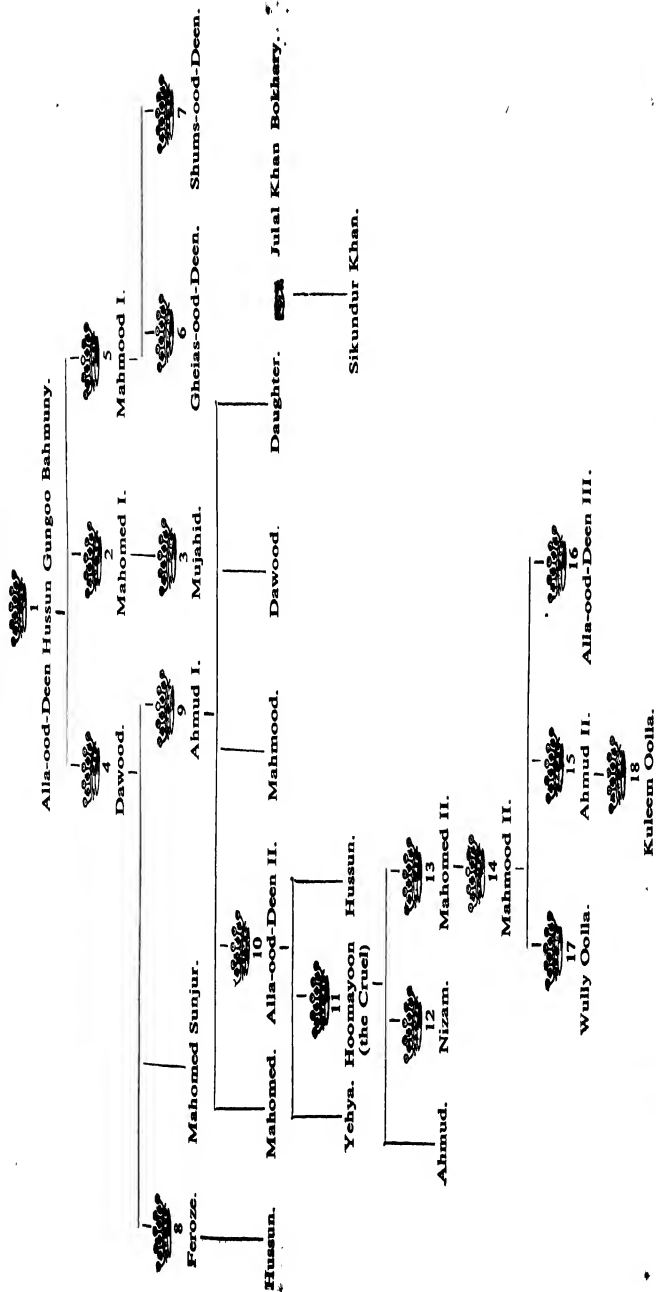 1
Alla-ood-Deen Hussun Gungoo Bahmuny.
4 2 5
Dawood. Mahomed I. Mahmood I.
8 9 3 6 7
Feroze. Mahomed Sunjur. Ahmud I. Mujahid. Gheias-ood-Deen. Shums-ood-Deen.
10
Hussun. Mahomed. Alla-ood-Deen II. Mahmood. Dawood. Daughter. Julal Khan Bokhary.
11
Yehya. Hoomayoon Hussun. Sikundur Khan.
(the Cruel)
12 13
Ahmud. Nizam. Mahomed II.
14
Mahmood II.
17 15 16
Wully Oolla. Ahmud II. Alla-ood-Deen III.
18
Kuleem Oolla.